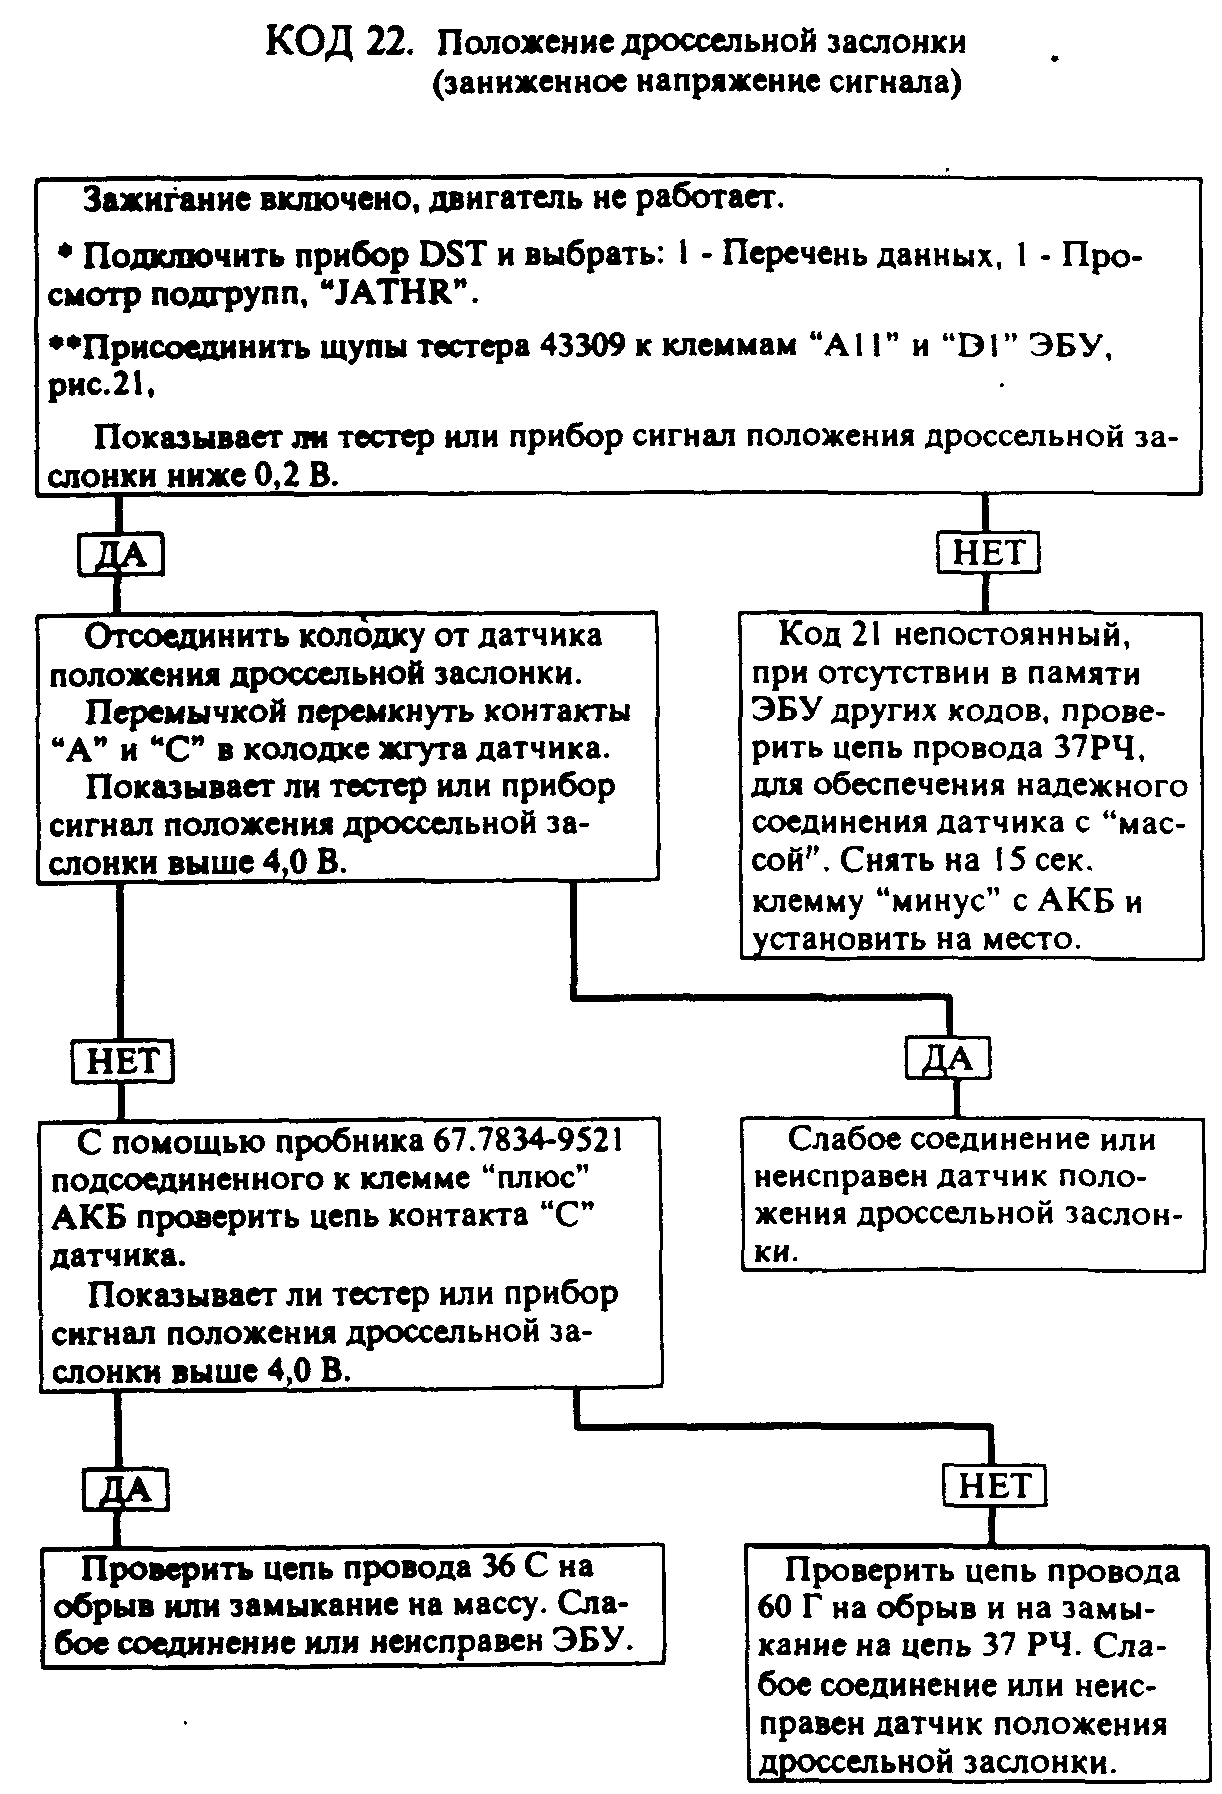 КОД 22. Положение дроссельной заслонки
(заниженное напряжение сигнала)
Зажигание включено, двигатель не работает.
* Подключить прибор DST и выбрать: 1 - Перечень данных, 1 - Про-
смотр подгрупп, “JATHR”.
**Присоединить щупы тестера 43309 к клеммам “А11” и “D1” ЭБУ,
рис.21,
Показывает ли тестер или прибор сигнал положения дроссельной за-
слонки ниже 0,2 В.
ДА
НЕТ
Отсоединить колодку от датчика
положения дроссельной заслонки.
Перемычкой перемкнуть контакты
“А” и “С” в колодке жгута датчика.
Показывает ли тестер или прибор
сигнал положения дроссельной за-
слонки выше 4,0 В.
Код 21 непостоянный,
при отсутствии в памяти
ЭБУ других кодов, прове-
рить цепь провода 37РЧ,
для обеспечения надежного
соединения датчика с “мас-
сой”. Снять на 15 сек.
клемму “минус” с АКБ и
установить на место.
НЕТ
ДА
С помощью пробника 67.7834-9521
подсоединенного к клемме “плюс”
АКБ проверить цепь контакта “С”
датчика.
Показывает ли тестер или прибор
сигнал положения дроссельной за-
слонки выше 4,0 В.
Слабое соединение или
неисправен датчик поло-
жения дроссельной заслон-
ки.
ДА
НЕТ
Проверить цепь провода 36 С на
обрыв или замыкание на массу. Сла-
бое соединение или неисправен ЭБУ.
Проверить цепь провода
60 Г на обрыв и на замы-
кание на цепь 37 РЧ. Сла-
бое соединение или неис-
правен датчик положения
дроссельной заслонки.